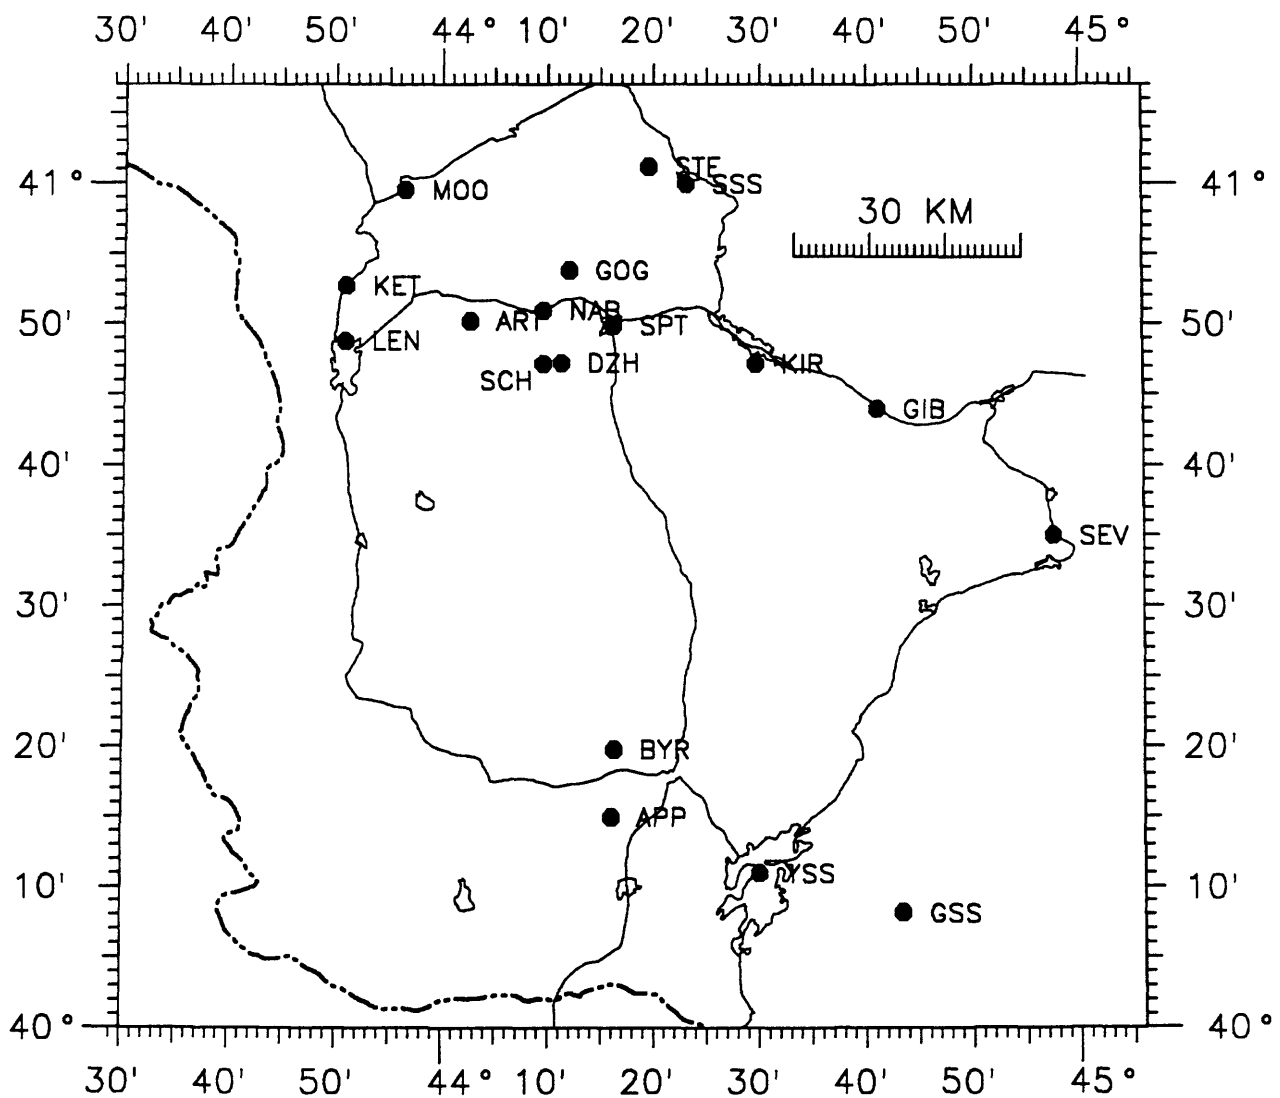 30' 40' 50' 44° 10' 20' 30' 40' 50' 45°
STE
41° MOO SSS 41°
30 KM
GOG
KET
NAB
50' ART SPT 50'
LEN
DZH KIR
SCH
GIB
40' 40'
SEV
30' 30'
20' BYR 20'
APP
YSS
10' 10'
GSS
40° 40°
30' 40' 50' 44° 10' 20' 30' 40' 50' 45°